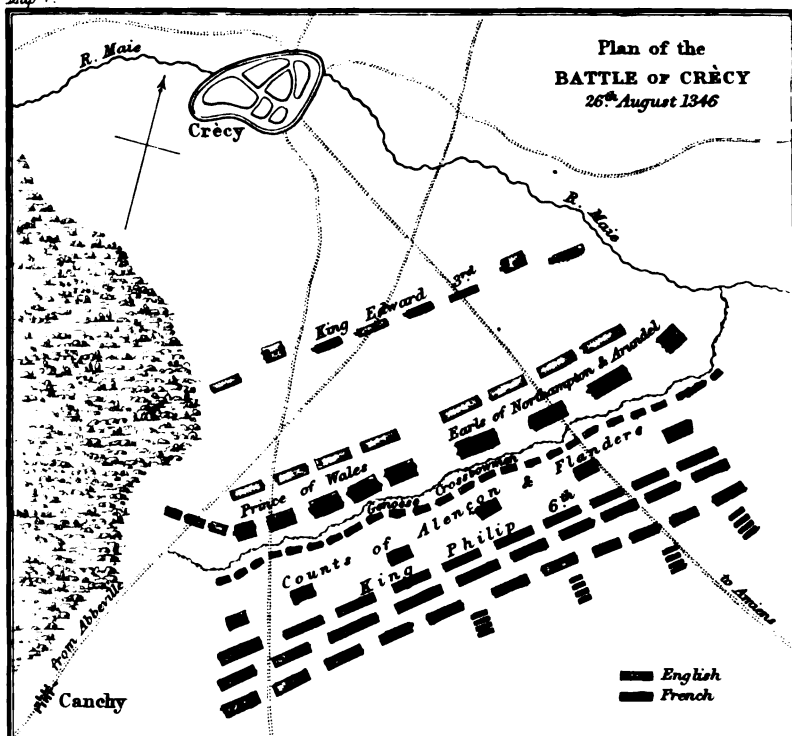 Plan of the
BATTLE OF CRÈCY
26th August 1346
R. Maie
Crècy
R. Maie
King Edward 3rd
Earls of Northampton & Arundel
Prince of Wales
Genoese Crossbowmen
Counts of Alençon & Flanders
King Philip 6th
to Amiens
from Abbeville
Canchy
English
French